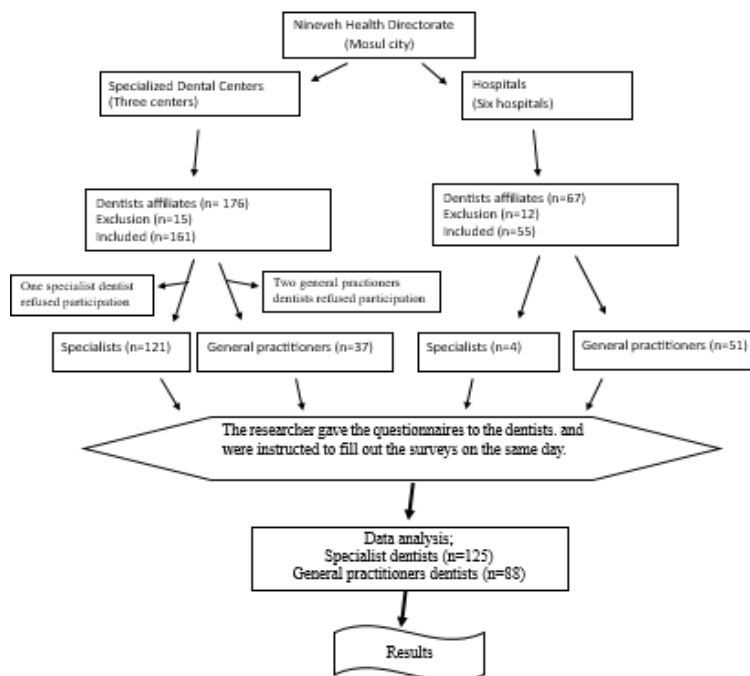 Nineveh Health Directorate
(Mosul city)
Specialized Dental Centers
(Three centers)
Hospitals
(Six hospitals)
Dentists affiliates (n= 176)
Exclusion (n=15)
Included (n=161)
Dentists affiliates (n=67)
Exclusion (n=12)
Included (n=55)
One specialist dentist
refused participation
Two general practioners
dentists refused participation
Specialists (n=121)
General practitioners (n=37)
Specialists (n=4)
General practitioners (n=51)
The researcher gave the questionnaires to the dentists. and
were instructed to fill out the surveys on the same day.
Data analysis;
Specialist dentists (n=125)
General practitioners dentists (n=88)
Results